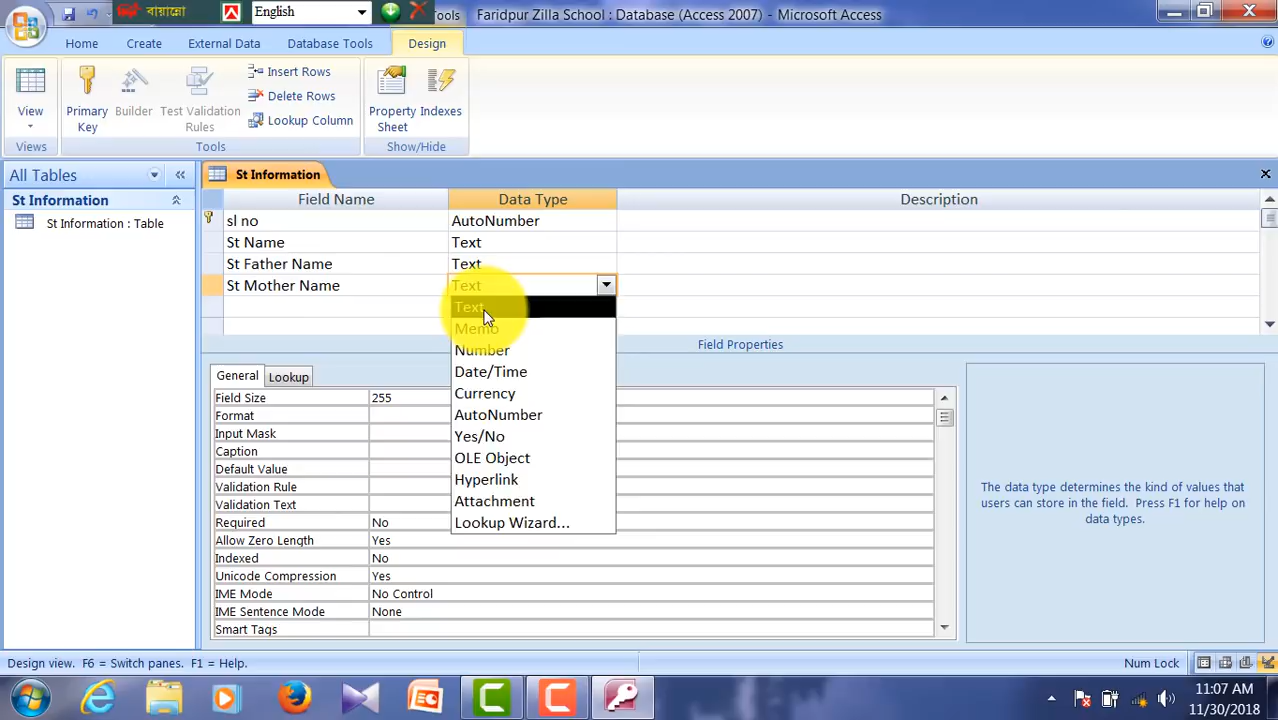 বায়ান্নো English Tools Faridpur Zilla School : Database (Access 2007) - Microsoft Access
Home Create External Data Database Tools Design
View Primary Key Builder Test Validation Rules Insert Rows Delete Rows Lookup Column Property Sheet Indexes
Views Tools Show/Hide
All Tables St Information
St Information Field Name Data Type Description
St Information : Table sl no AutoNumber
St Name Text
St Father Name Text
St Mother Name Text
Text
Memo
Number
Date/Time
Currency
AutoNumber
Yes/No
OLE Object
Hyperlink
Attachment
Lookup Wizard...
Field Properties
General Lookup
Field Size 255
Format
Input Mask
Caption
Default Value
Validation Rule
Validation Text
Required No
Allow Zero Length Yes
Indexed No
Unicode Compression Yes
IME Mode No Control
IME Sentence Mode None
Smart Tags
The data type determines the kind of values that
users can store in the field. Press F1 for help on
data types.
Design view. F6 = Switch panes. F1 = Help. Num Lock
11:07 AM
11/30/2018